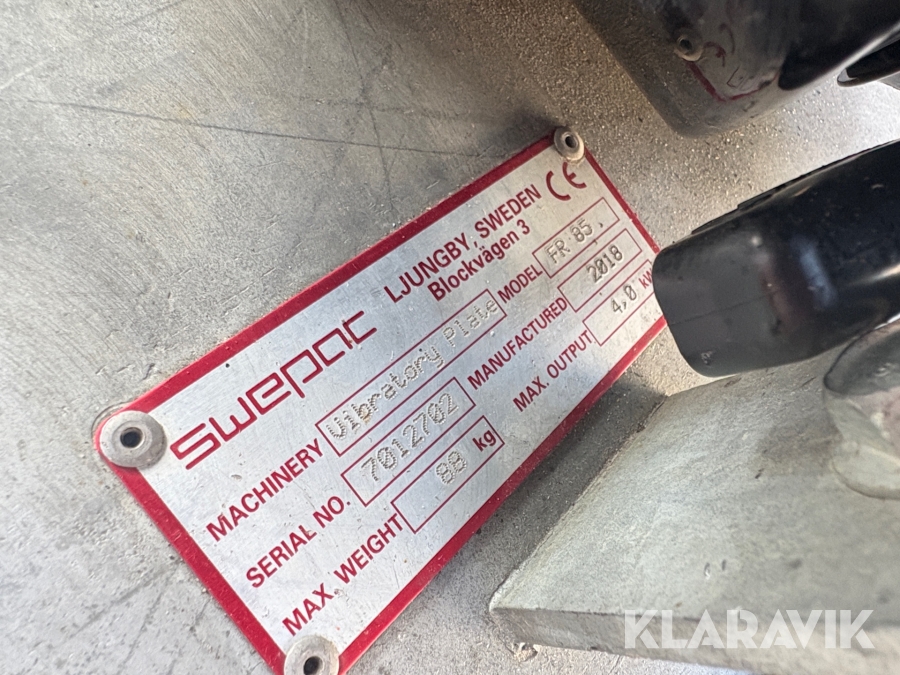 swepac
LJUNGBY, SWEDEN
Blockvägen 3
CE
MACHINERY Vibratory Plate MODEL FR 85.
SERIAL NO. 7012702 MANUFACTURED 2018
MAX. WEIGHT 88 kg MAX. OUTPUT 4,0 kW
KLARAVIK